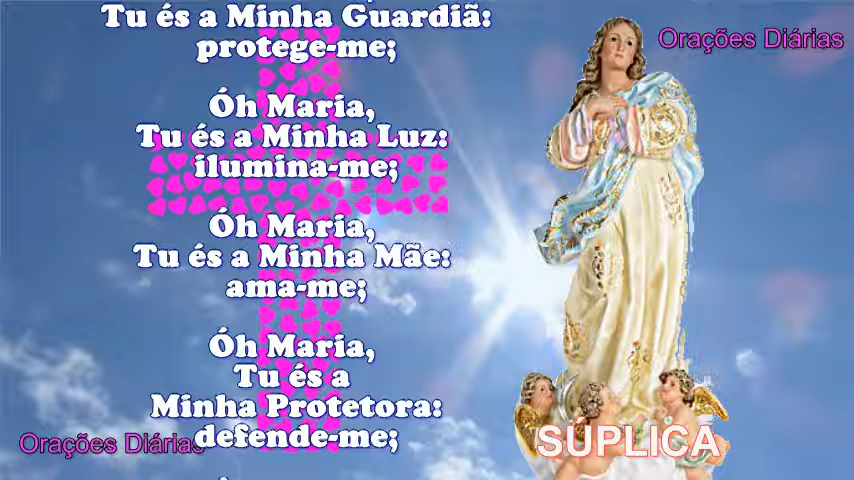 Tu és a Minha Guardiã:
protege-me;
Óh Maria,
Tu és a Minha Luz:
ilumina-me;
Óh Maria,
Tu és a Minha Mãe:
ama-me;
Óh Maria,
Tu és a
Minha Protetora:
defende-me;
Orações Diárias
Orações Diárias
SÚPLICA